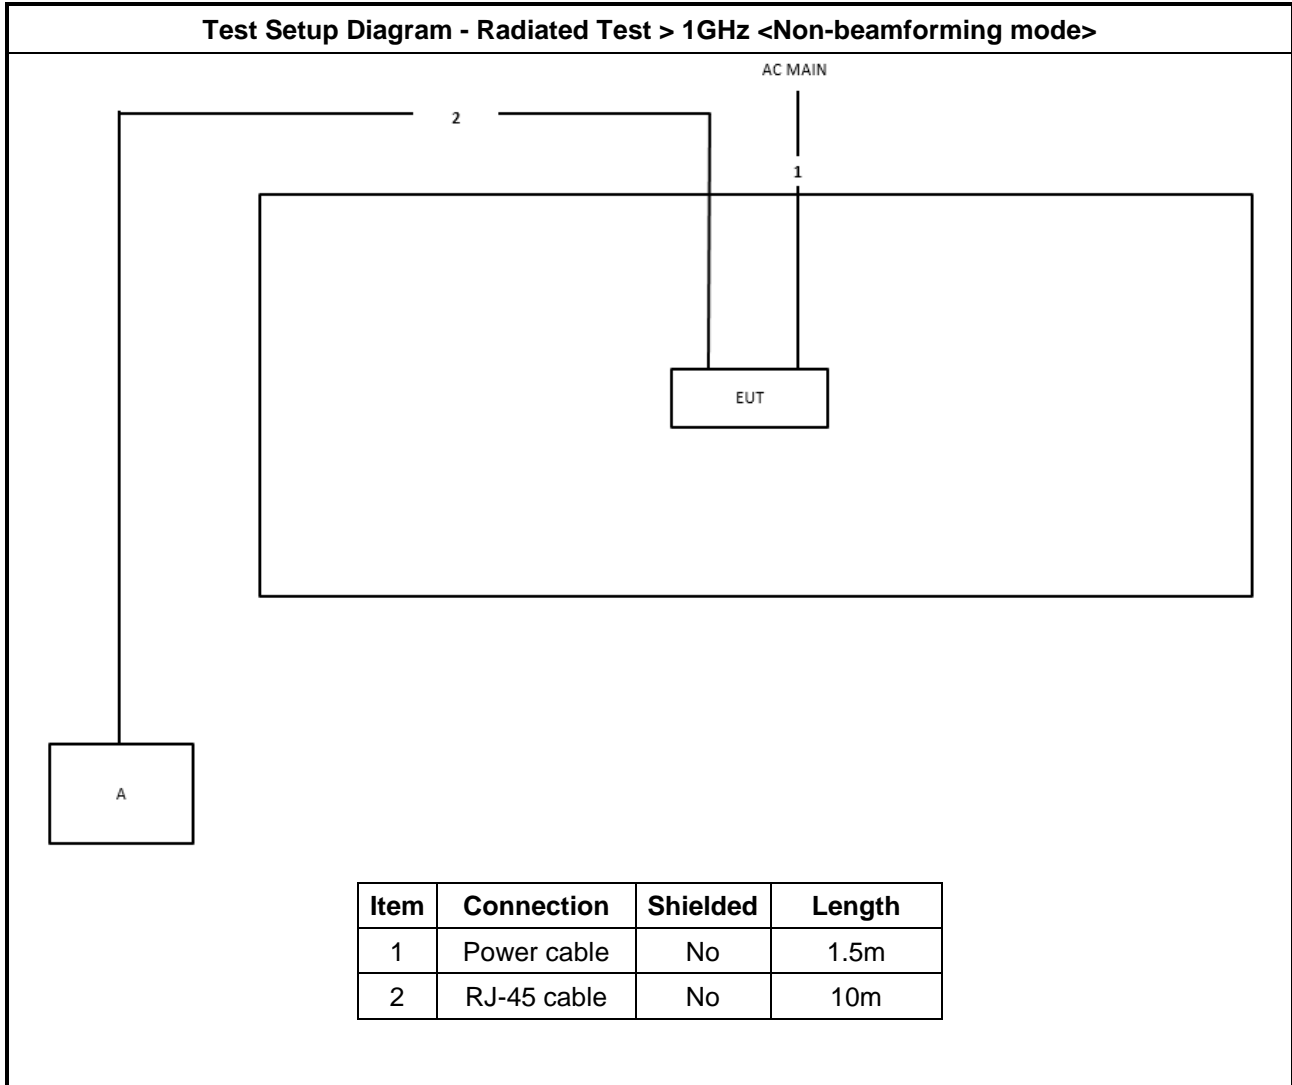 Test Setup Diagram - Radiated Test > 1GHz <Non-beamforming mode>
AC MAIN
2
1
EUT
A
Item Connection Shielded Length
1 Power cable No 1.5m
2 RJ-45 cable No 10m